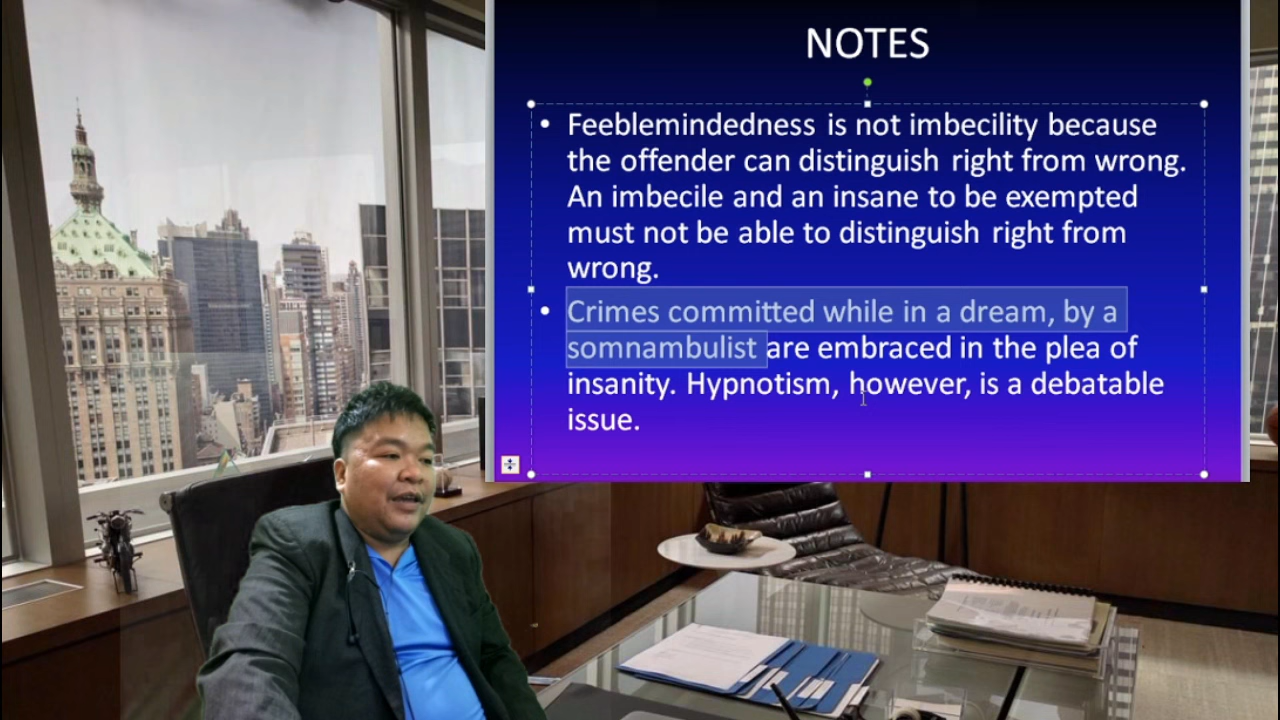 NOTES
• Feeblemindedness is not imbecility because
the offender can distinguish right from wrong.
An imbecile and an insane to be exempted
must not be able to distinguish right from
wrong.
• Crimes committed while in a dream, by a
somnambulist are embraced in the plea of
insanity. Hypnotism, however, is a debatable
issue.